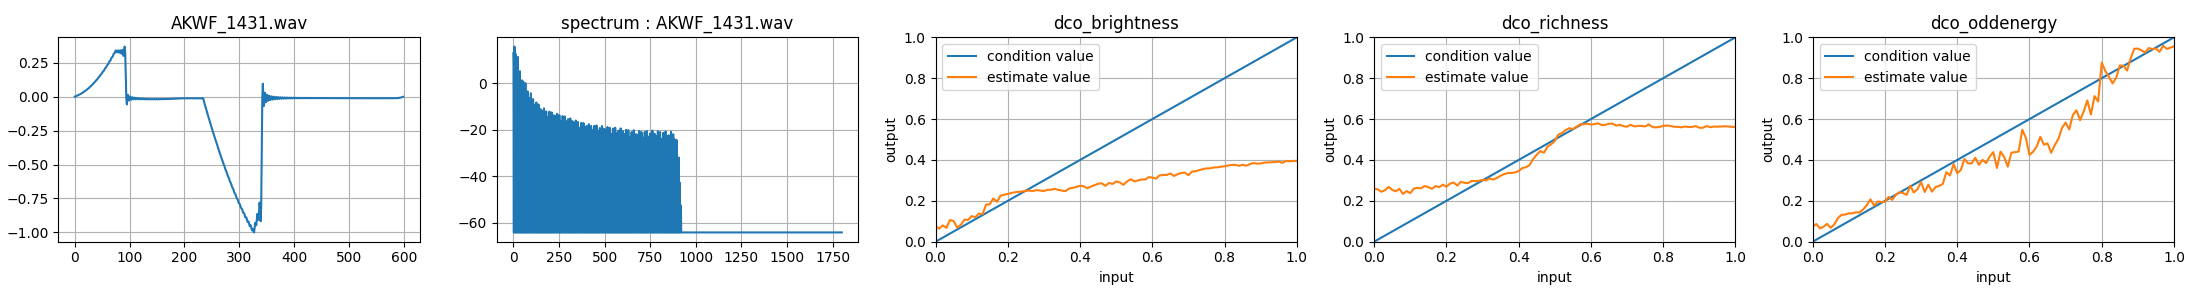 AKWF_1431.wav
0.25
0.00
−0.25
−0.50
−0.75
−1.00
0 100 200 300 400 500 600
spectrum : AKWF_1431.wav
0
−20
−40
−60
0 250 500 750 1000 1250 1500 1750
dco_brightness
condition value
estimate value
output
1.0
0.8
0.6
0.4
0.2
0.0
0.0 0.2 0.4 0.6 0.8 1.0
input
dco_richness
condition value
estimate value
output
1.0
0.8
0.6
0.4
0.2
0.0
0.0 0.2 0.4 0.6 0.8 1.0
input
dco_oddenergy
condition value
estimate value
output
1.0
0.8
0.6
0.4
0.2
0.0
0.0 0.2 0.4 0.6 0.8 1.0
input